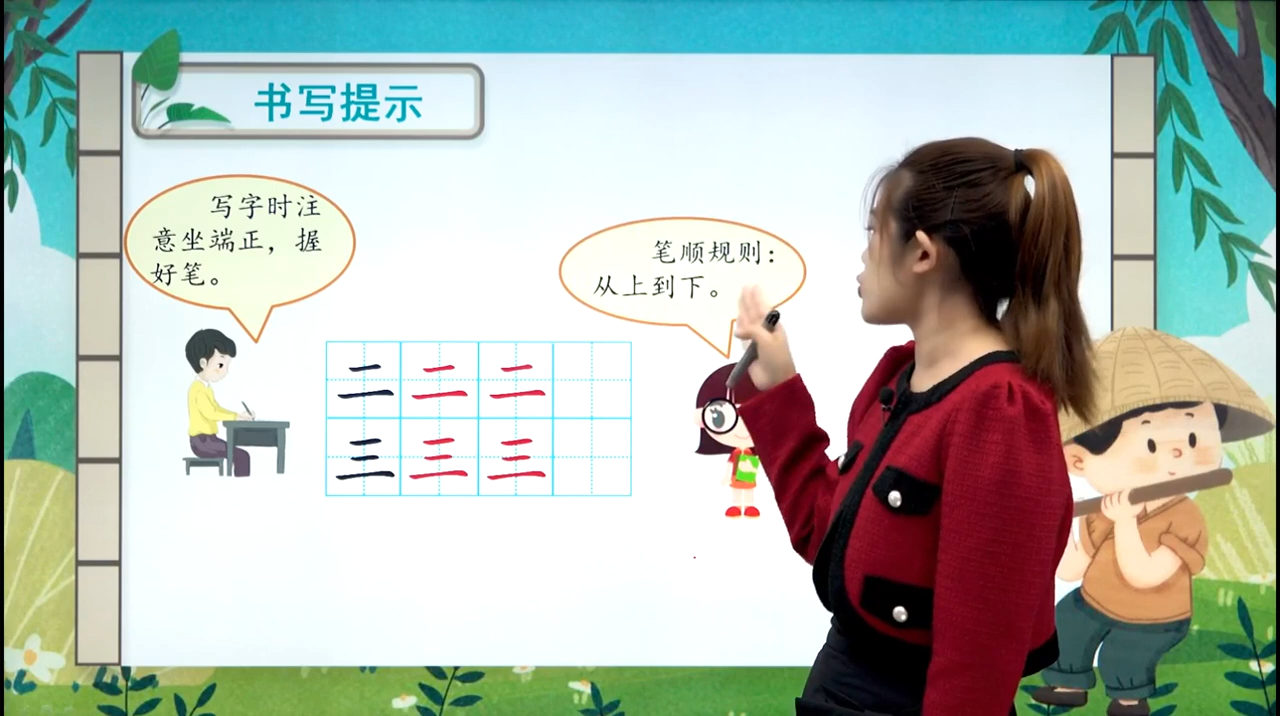 书写提示
写字时注
意坐端正，握
好笔。
笔顺规则：
从上到下。
二 二 二
三 三 三